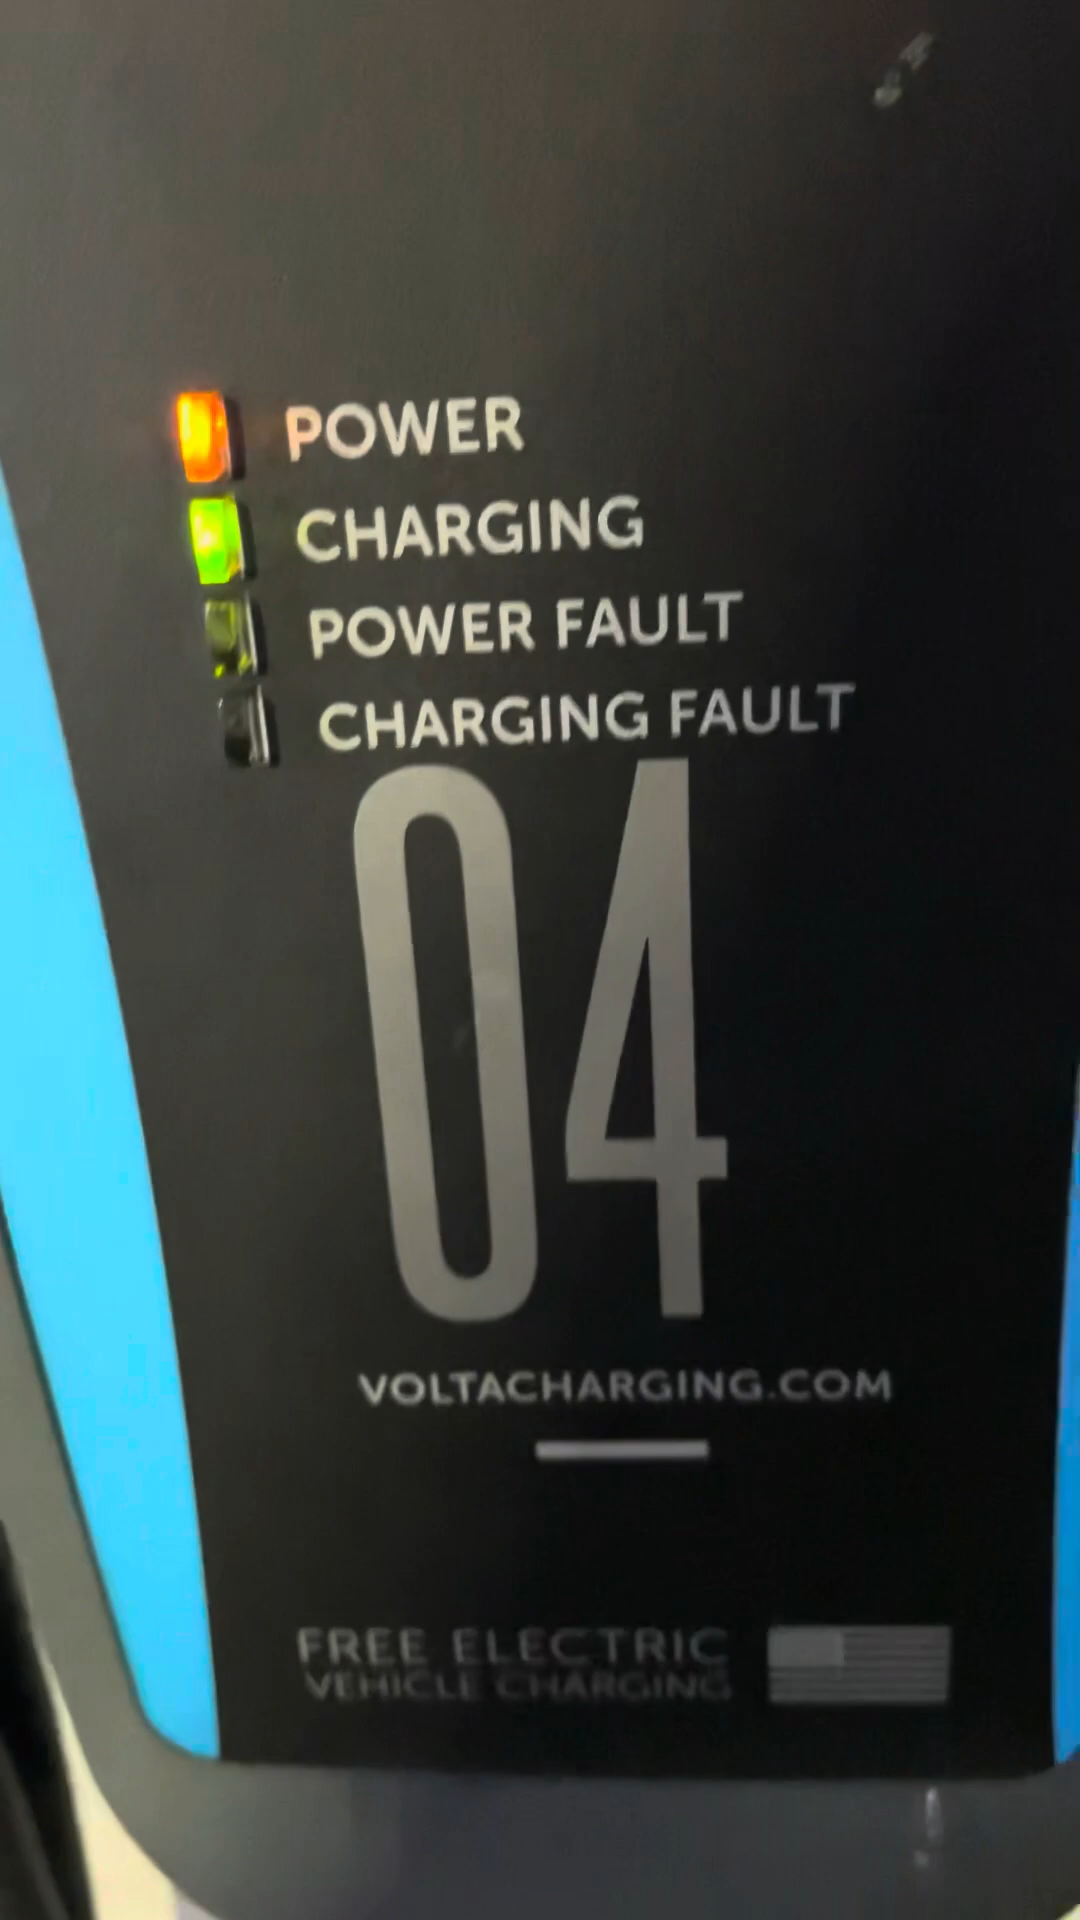 POWER
CHARGING
POWER FAULT
CHARGING FAULT
04
VOLTACHARGING.COM
FREE ELECTRIC
VEHICLE CHARGING